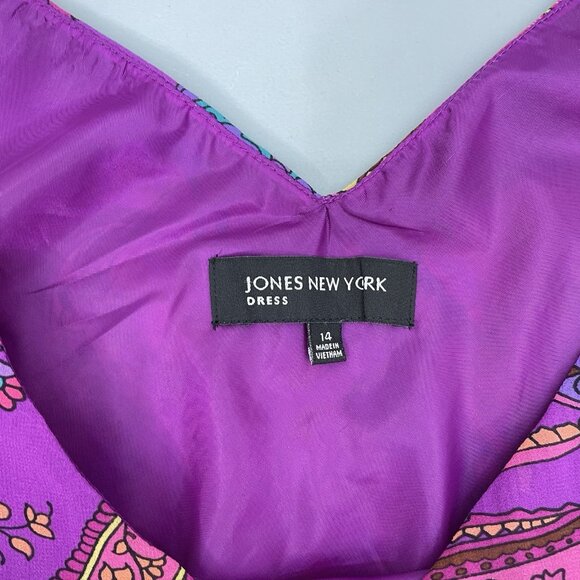 JONES NEW YORK
DRESS
14
MADE IN
VIETNAM